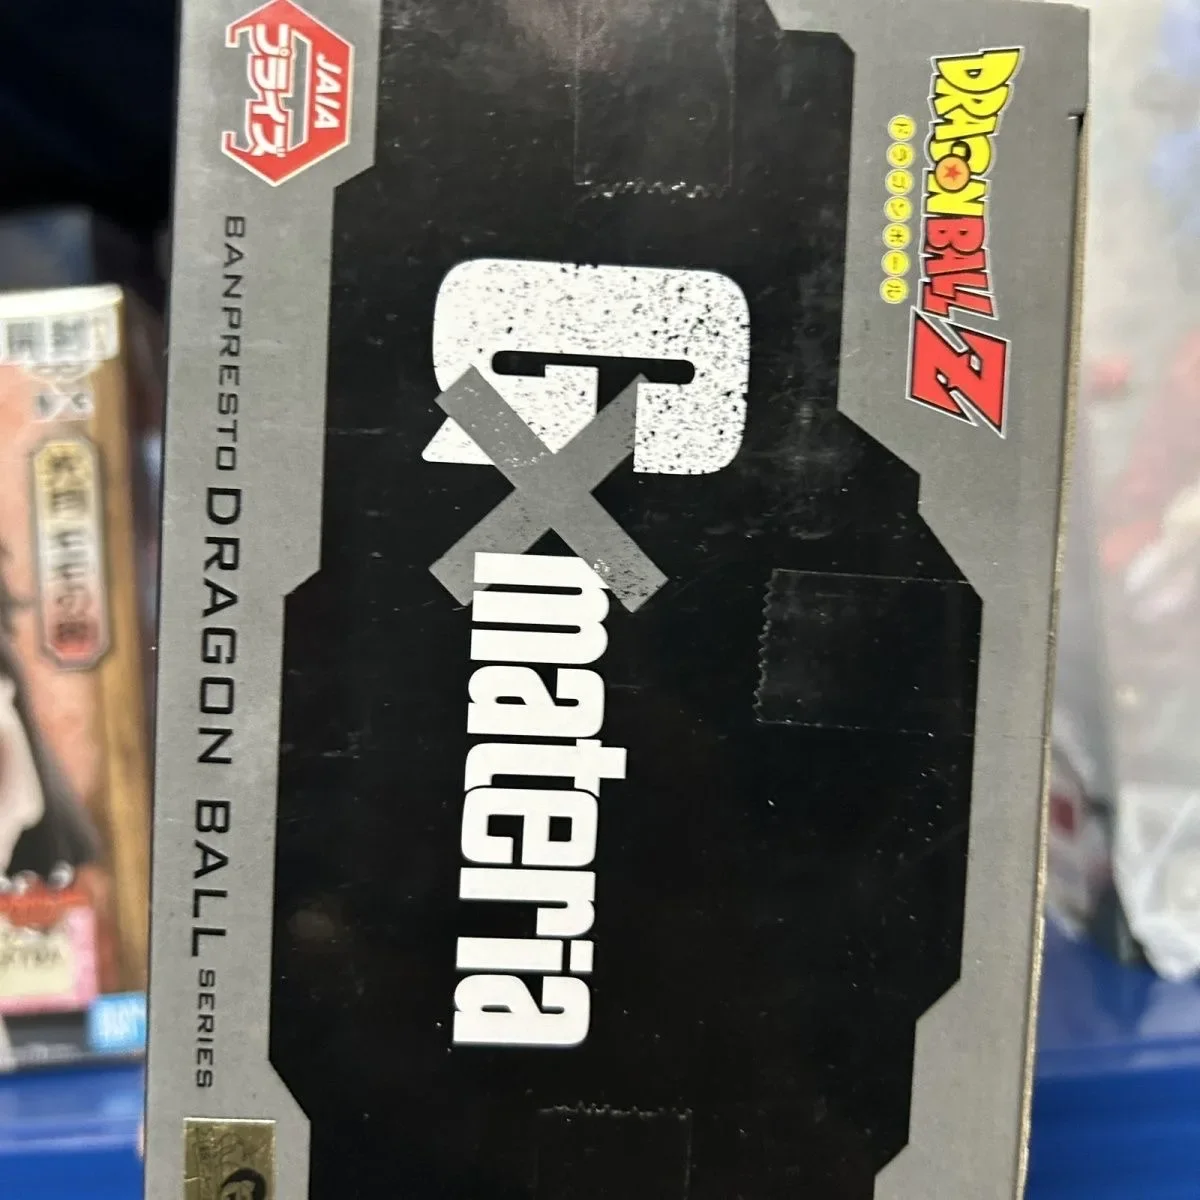 DRAGON BALL Z
ドラゴンボール
G×materia
BANPRESTO DRAGON BALL SERIES
JAIA
プライズ